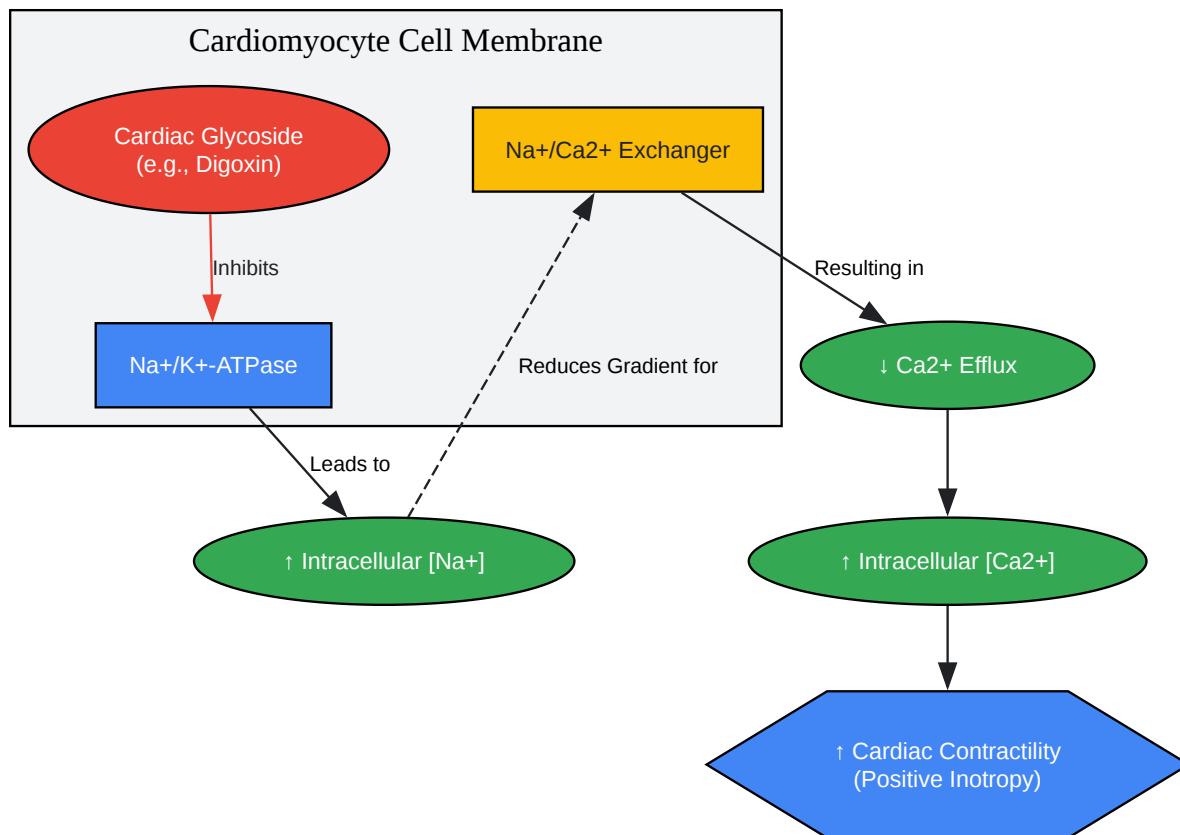 Cardiomyocyte Cell Membrane
Cardiac Glycoside
(e.g., Digoxin)
Na+/Ca2+ Exchanger
Inhibits
Resulting in
Na+/K+-ATPase
Reduces Gradient for
↓ Ca2+ Efflux
Leads to
↑ Intracellular [Na+]
↑ Intracellular [Ca2+]
↑ Cardiac Contractility
(Positive Inotropy)